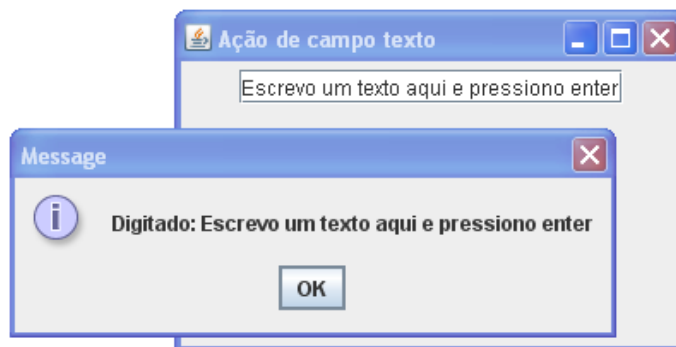 Ação de campo texto
Escrevo um texto aqui e pressiono enter
Message
Digitado: Escrevo um texto aqui e pressiono enter
OK